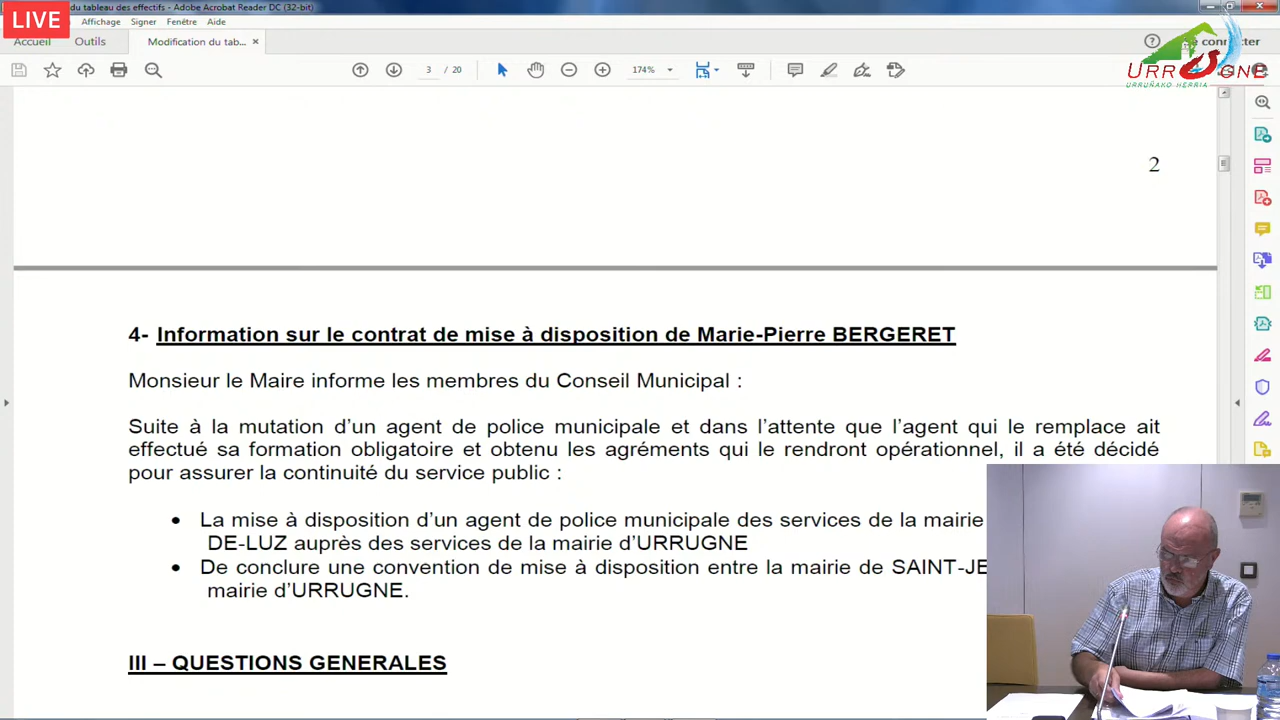 LIVE
du tableau des effectifs - Adobe Acrobat Reader DC (32-bit)
Affichage Signer Fenêtre Aide
Accueil Outils Modification du tab... ×
URRUGNE
URRUÑAKO HERRIA
3 / 20 174%
2
4- Information sur le contrat de mise à disposition de Marie-Pierre BERGERET
Monsieur le Maire informe les membres du Conseil Municipal :
Suite à la mutation d’un agent de police municipale et dans l’attente que l’agent qui le remplace ait
effectué sa formation obligatoire et obtenu les agréments qui le rendront opérationnel, il a été décidé
pour assurer la continuité du service public :
• La mise à disposition d’un agent de police municipale des services de la mairie
DE-LUZ auprès des services de la mairie d’URRUGNE
• De conclure une convention de mise à disposition entre la mairie de SAINT-JE
mairie d’URRUGNE.
III – QUESTIONS GENERALES